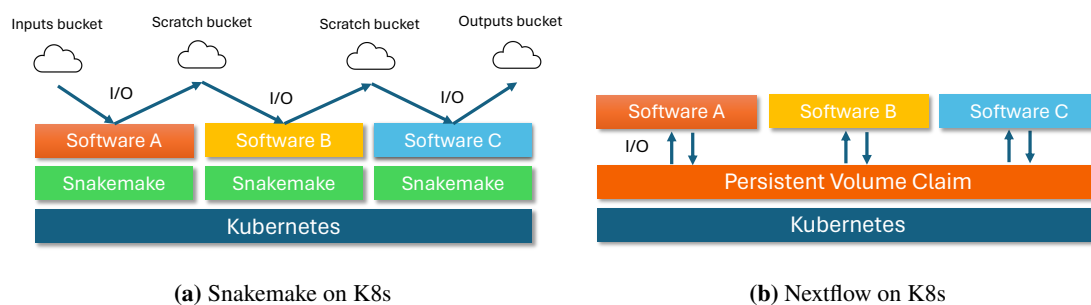 Inputs bucket
Scratch bucket
Scratch bucket
Outputs bucket
I/O
I/O
Software A
Software B
Software C
Snakemake
Snakemake
Snakemake
Kubernetes
(a) Snakemake on K8s
Software A
Software B
Software C
I/O
Persistent Volume Claim
Kubernetes
(b) Nextflow on K8s